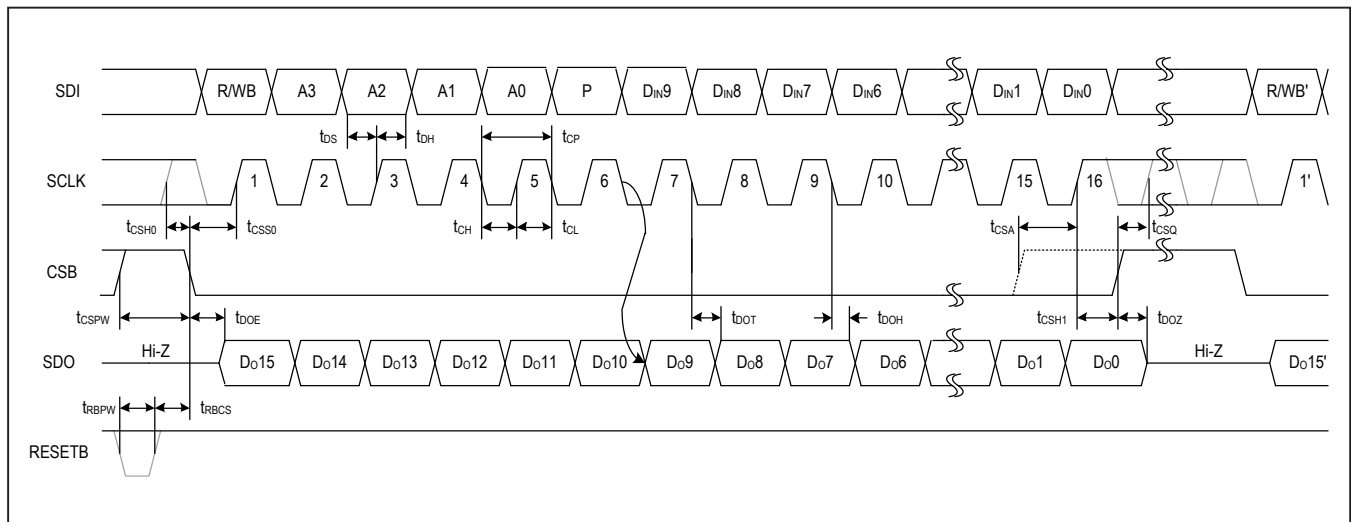 SDI R/WB A3 A2 A1 A0 P DIN9 DIN8 DIN7 DIN6 DIN1 DIN0 R/WB'
tDS tDH tCP
SCLK 1 2 3 4 5 6 7 8 9 10 15 16 1'
tCSH0 tCSS0 tCH tCL tCSA tCSQ
CSB
tCSPW tDOE tDOT tDOH tCSH1 tDOZ
SDO Hi-Z DO15 DO14 DO13 DO12 DO11 DO10 DO9 DO8 DO7 DO6 DO1 DO0 Hi-Z DO15'
tRBPW tRBCS
RESETB